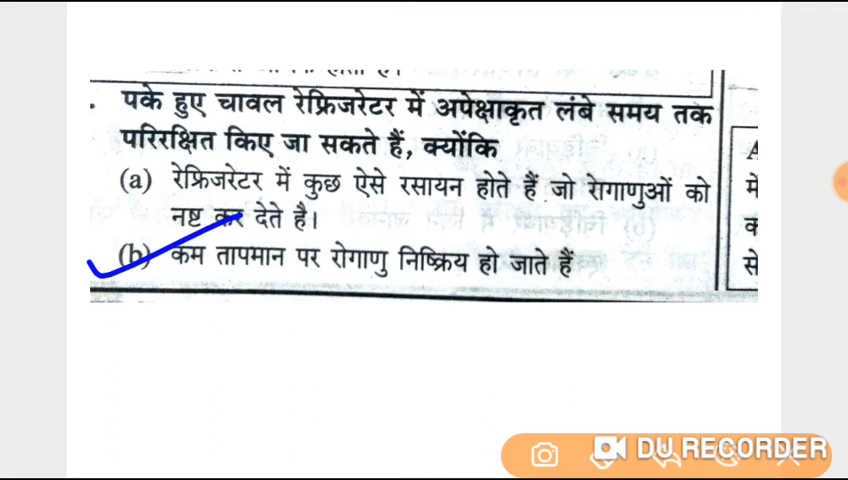 . पके हुए चावल रेफ्रिजरेटर में अपेक्षाकृत लंबे समय तक
परिरक्षित किए जा सकते हैं, क्योंकि
(a) रेफ्रिजरेटर में कुछ ऐसे रसायन होते हैं जो रोगाणुओं को
नष्ट कर देते है।
(b) कम तापमान पर रोगाणु निष्क्रिय हो जाते हैं
A
में
से
DU RECORDER